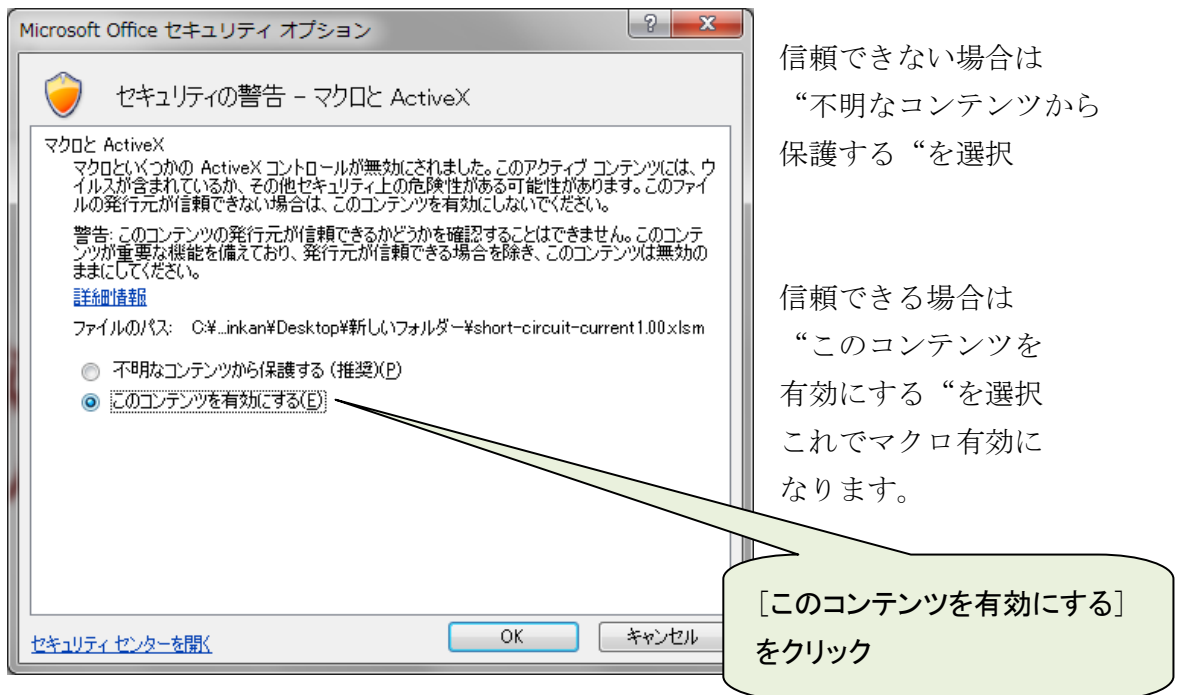 Microsoft Office セキュリティ オプション
セキュリティの警告 - マクロと ActiveX
マクロと ActiveX
マクロといくつかの ActiveX コントロールが無効にされました。このアクティブ コンテンツには、ウ
イルスが含まれているか、その他セキュリティ上の危険性がある可能性があります。このファイ
ルの発行元が信頼できない場合は、このコンテンツを有効にしないでください。
警告: このコンテンツの発行元が信頼できるかどうかを確認することはできません。このコンテ
ンツが重要な機能を備えており、発行元が信頼できる場合を除き、このコンテンツは無効の
ままにしてください。
詳細情報
ファイルのパス: C:¥...inkan¥Desktop¥新しいフォルダー¥short-circuit-current1.00.xlsm
不明なコンテンツから保護する (推奨)(P)
このコンテンツを有効にする(E)
セキュリティ センターを開く
OK
キャンセル
信頼できない場合は
“不明なコンテンツから
保護する“を選択
信頼できる場合は
“このコンテンツを
有効にする“を選択
これでマクロ有効に
なります。
[このコンテンツを有効にする]
をクリック